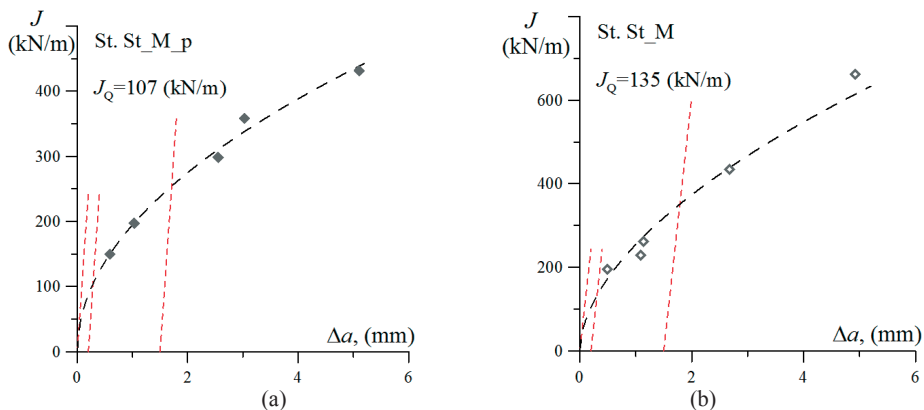 J
(kN/m)
St. St_M_p
J_Q=107 (kN/m)
400
300
200
100
0
0
2
4
6
Δa, (mm)
(a)
J
(kN/m)
St. St_M
J_Q=135 (kN/m)
600
400
200
0
0
2
4
6
Δa, (mm)
(b)